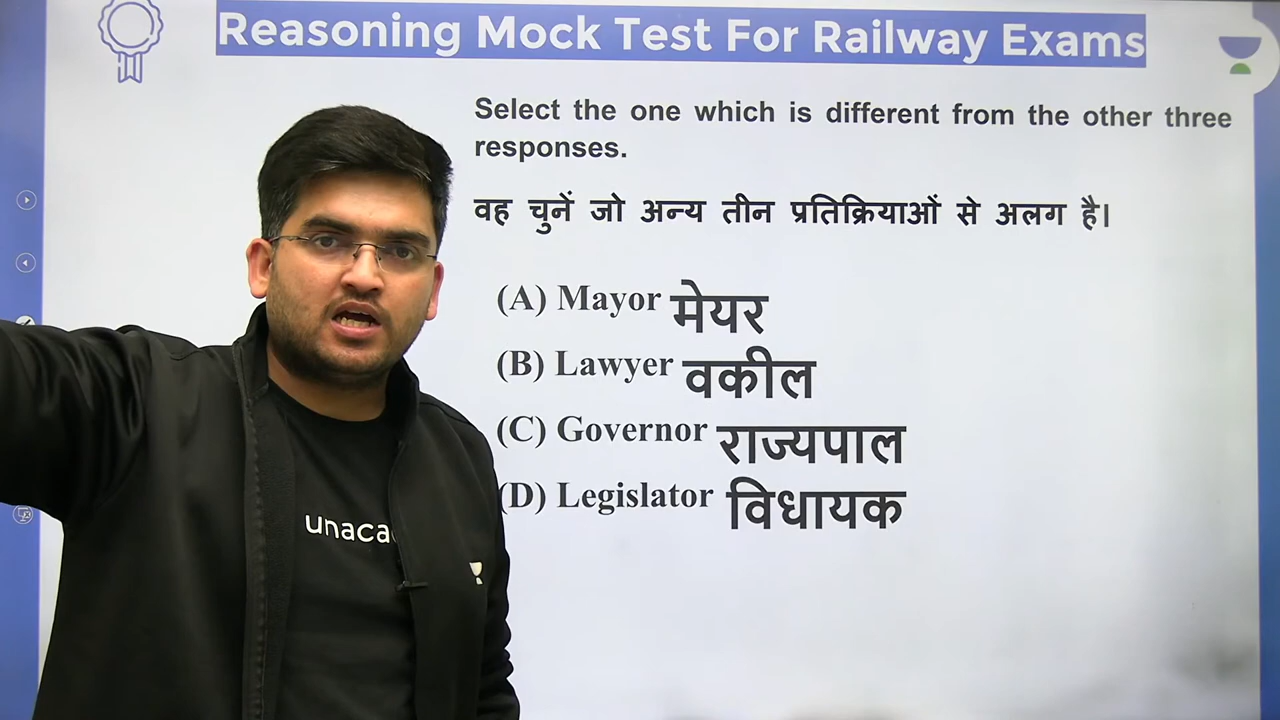 Reasoning Mock Test For Railway Exams
Select the one which is different from the other three
responses.
वह चुनें जो अन्य तीन प्रतिक्रियाओं से अलग है।
(A) Mayor मेयर
(B) Lawyer वकील
(C) Governor राज्यपाल
(D) Legislator विधायक
unaca